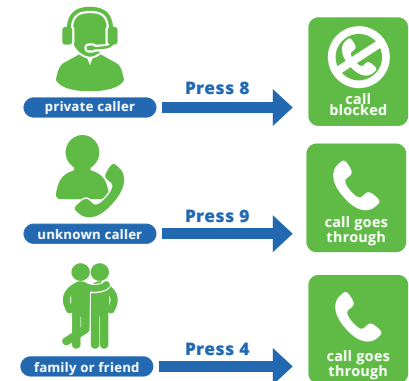 Press 8
private caller
call
blocked
Press 9
unknown caller
call goes
through
Press 4
family or friend
call goes
through